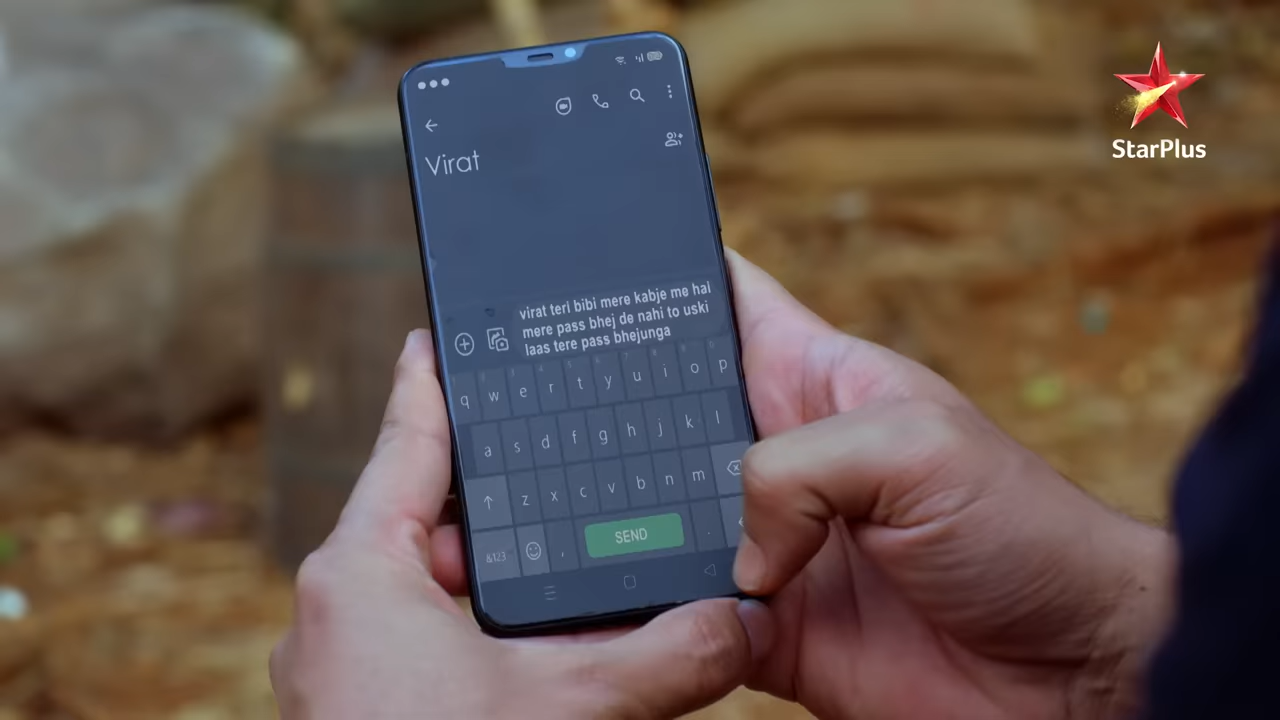 StarPlus
Virat
virat teri bibi mere kabje me hai
mere pass bhej de nahi to uski
laas tere pass bhejunga
q w e r t y u i o p
a s d f g h j k l
z x c v b n m
&123 , SEND .